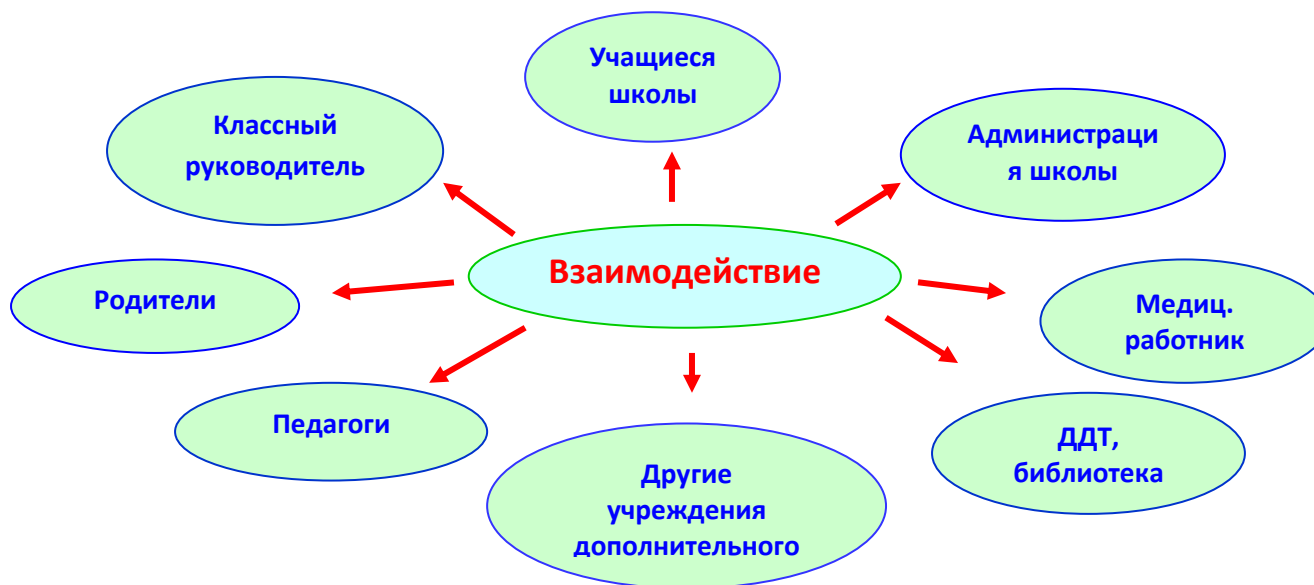 Учащиеся
школы
Классный
руководитель
Администраци
я школы
Взаимодействие
Родители
Медиц.
работник
Педагоги
ДДТ,
библиотека
Другие
учреждения
дополнительного